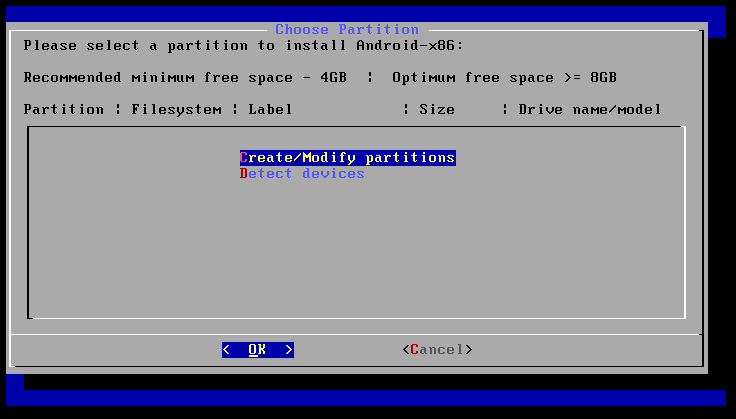 Choose Partition
Please select a partition to install Android-x86:
Recommended minimum free space - 4GB ¦ Optimum free space >= 8GB
Partition ¦ Filesystem ¦ Label ¦ Size ¦ Drive name/model
Create/Modify partitions
Detect devices
< OK > <Cancel>